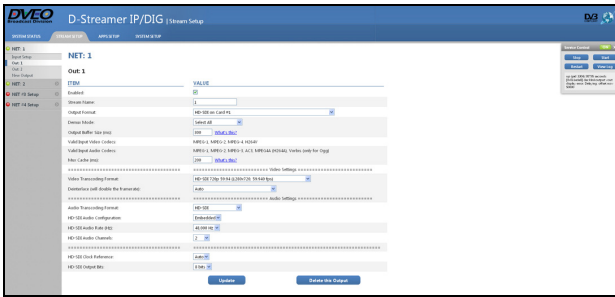 DVEO
Broadcast Division
D-Streamer IP/DIG | Stream Setup
DVB
SYSTEM STATUS STREAM SETUP APPS SETUP SYSTEM SETUP
NET: 1
Input Setup
Out: 1
Out: 2
New Output
NET: 2
NET #3 Setup
NET #4 Setup
NET: 1
Out: 1
ITEM VALUE
Enabled:
Stream Name: 1
Output Format: HD-SDI on Card #1
Demux Mode: Select All
Output Buffer Size (ms): 300 What's this?
Valid Input Video Codecs: MPEG-1, MPEG-2, MPEG-4, H264V
Valid Input Audio Codecs: MPEG-1, MPEG-2, MPEG-3, AC3, MPEG4A (H264A), Vorbis (only for Ogg)
Max Cache (ms): 200 What's this?
Video Settings
Video Transcoding Format: HD-SDI 720p 59.94 (1280x720, 59.940 fps)
Deinterlace (will double the framerate): Auto
Audio Settings
Audio Transcoding Format: HD-SDI
HD-SDI Audio Configuration: Embedded
HD-SDI Audio Rate (Hz): 48,000 Hz
HD-SDI Audio Channels: 2
HD-SDI Clock Reference: Auto
HD-SDI Output Bits: 8 bits
Update Delete this Output
Service Control
Stop Start
Restart View Log